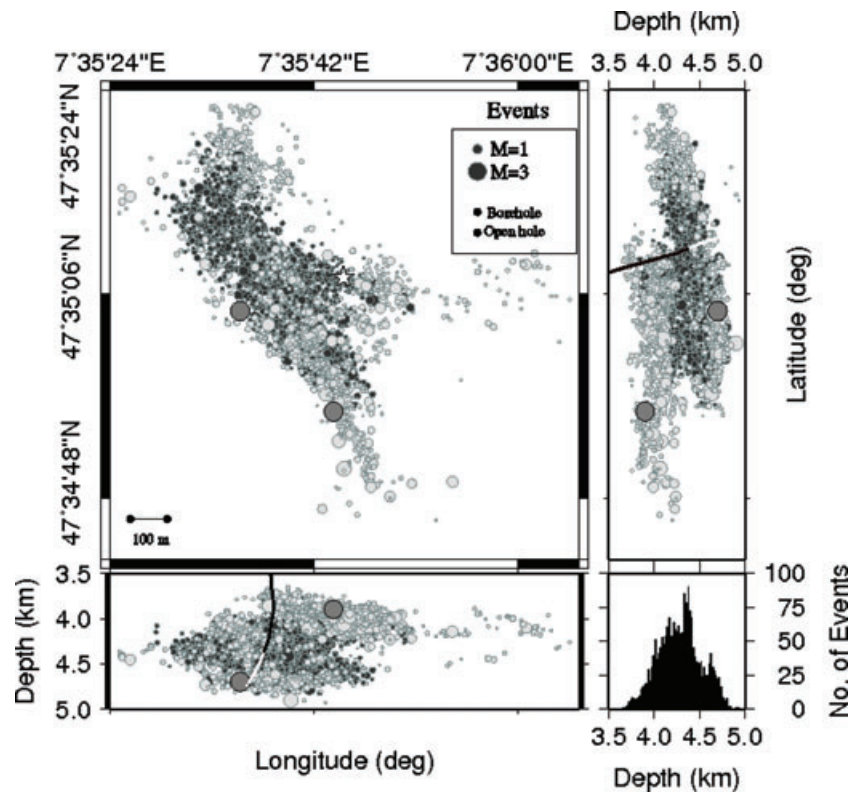 Depth (km)
7°35'24"E 7°35'42"E 7°36'00"E 3.5 4.0 4.5 5.0
47°35'24"N
47°35'06"N
47°34'48"N
Events
M=1
M=3
Borehole
Open hole
100 m
Latitude (deg)
Depth (km)
3.5
4.0
4.5
5.0
Longitude (deg)
100
75
50
25
0
No. of Events
3.5 4.0 4.5 5.0
Depth (km)